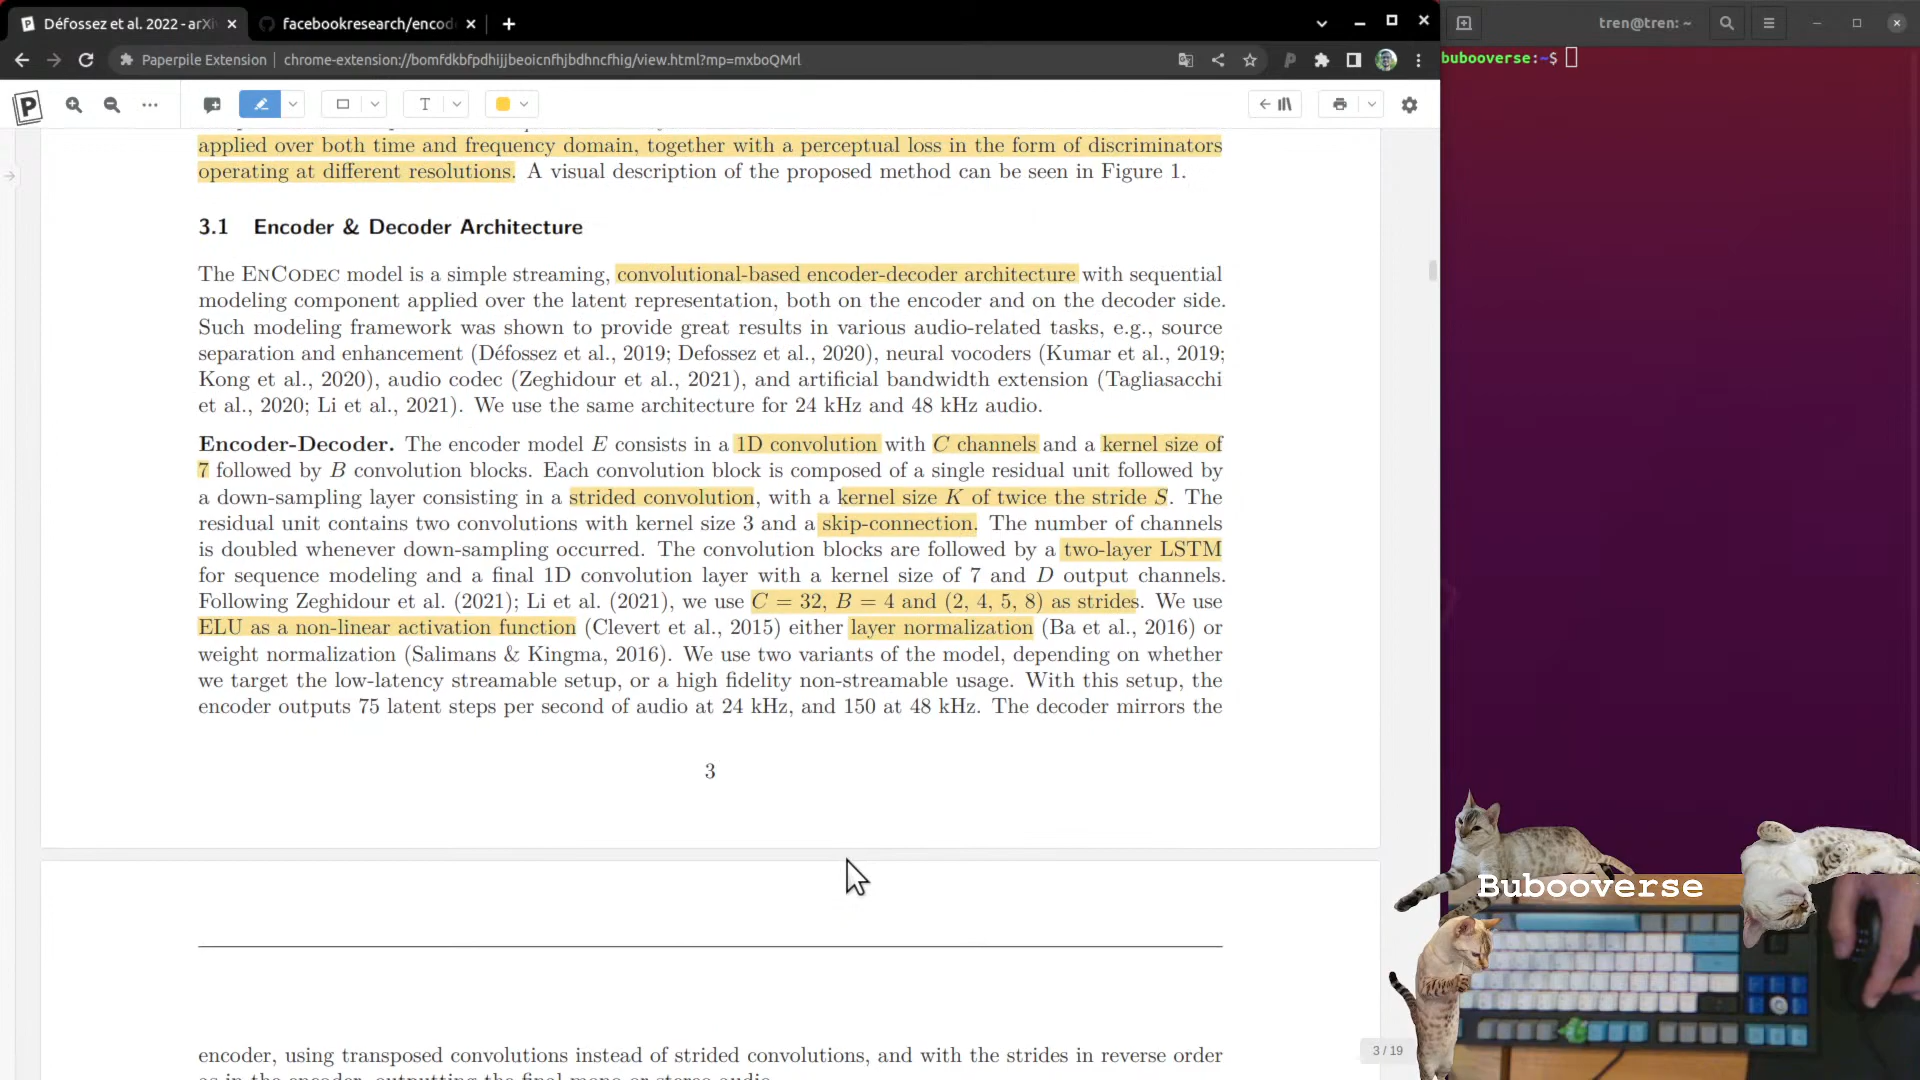 Défossez et al. 2022 - arXi
facebookresearch/encod
tren@tren: ~
Paperpile Extension
chrome-extension://bomfdkbfpdhijjbeoicnfhjbdhncfhig/view.html?mp=mxboQMrl
bubooverse:~$
P
T
applied over both time and frequency domain, together with a perceptual loss in the form of discriminators
operating at different resolutions. A visual description of the proposed method can be seen in Figure 1.
3.1 Encoder & Decoder Architecture
The EnCodec model is a simple streaming, convolutional-based encoder-decoder architecture with sequential
modeling component applied over the latent representation, both on the encoder and on the decoder side.
Such modeling framework was shown to provide great results in various audio-related tasks, e.g., source
separation and enhancement (Défossez et al., 2019; Defossez et al., 2020), neural vocoders (Kumar et al., 2019;
Kong et al., 2020), audio codec (Zeghidour et al., 2021), and artificial bandwidth extension (Tagliasacchi
et al., 2020; Li et al., 2021). We use the same architecture for 24 kHz and 48 kHz audio.
Encoder-Decoder. The encoder model E consists in a 1D convolution with C channels and a kernel size of
7 followed by B convolution blocks. Each convolution block is composed of a single residual unit followed by
a down-sampling layer consisting in a strided convolution, with a kernel size K of twice the stride S. The
residual unit contains two convolutions with kernel size 3 and a skip-connection. The number of channels
is doubled whenever down-sampling occurred. The convolution blocks are followed by a two-layer LSTM
for sequence modeling and a final 1D convolution layer with a kernel size of 7 and D output channels.
Following Zeghidour et al. (2021); Li et al. (2021), we use C = 32, B = 4 and (2, 4, 5, 8) as strides. We use
ELU as a non-linear activation function (Clevert et al., 2015) either layer normalization (Ba et al., 2016) or
weight normalization (Salimans & Kingma, 2016). We use two variants of the model, depending on whether
we target the low-latency streamable setup, or a high fidelity non-streamable usage. With this setup, the
encoder outputs 75 latent steps per second of audio at 24 kHz, and 150 at 48 kHz. The decoder mirrors the
3
Bubooverse
encoder, using transposed convolutions instead of strided convolutions, and with the strides in reverse order
as in the encoder, outputting the final mono or stereo audio.
3 / 19